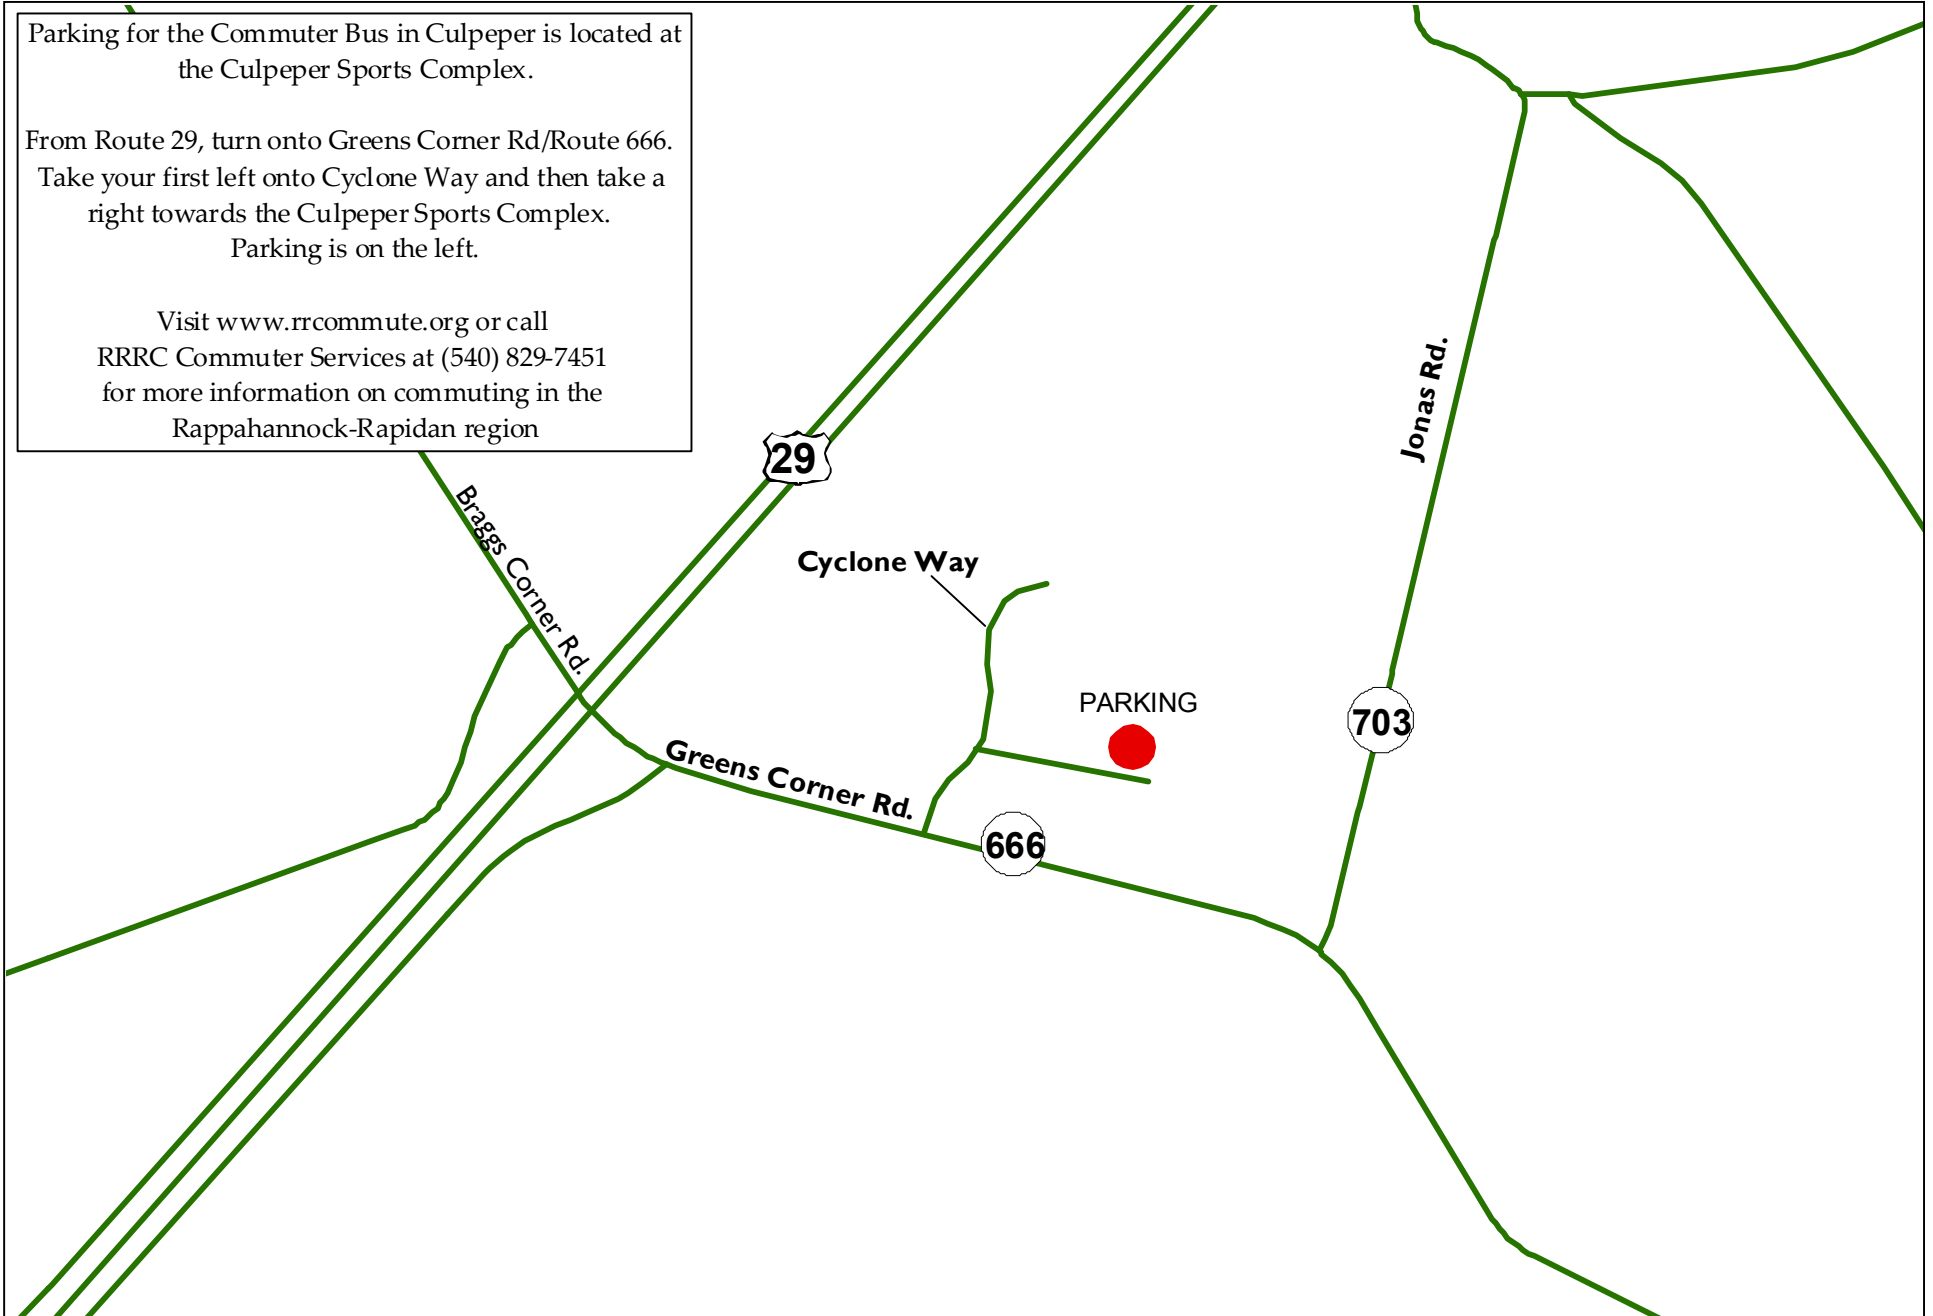 Parking for the Commuter Bus in Culpeper is located at
the Culpeper Sports Complex.
From Route 29, turn onto Greens Corner Rd/Route 666.
Take your first left onto Cyclone Way and then take a
right towards the Culpeper Sports Complex.
Parking is on the left.
Visit www.rrcommute.org or call
RRRC Commuter Services at (540) 829-7451
for more information on commuting in the
Rappahannock-Rapidan region
29
Jonas Rd.
Braggs Corner Rd.
Cyclone Way
PARKING
703
Greens Corner Rd.
666